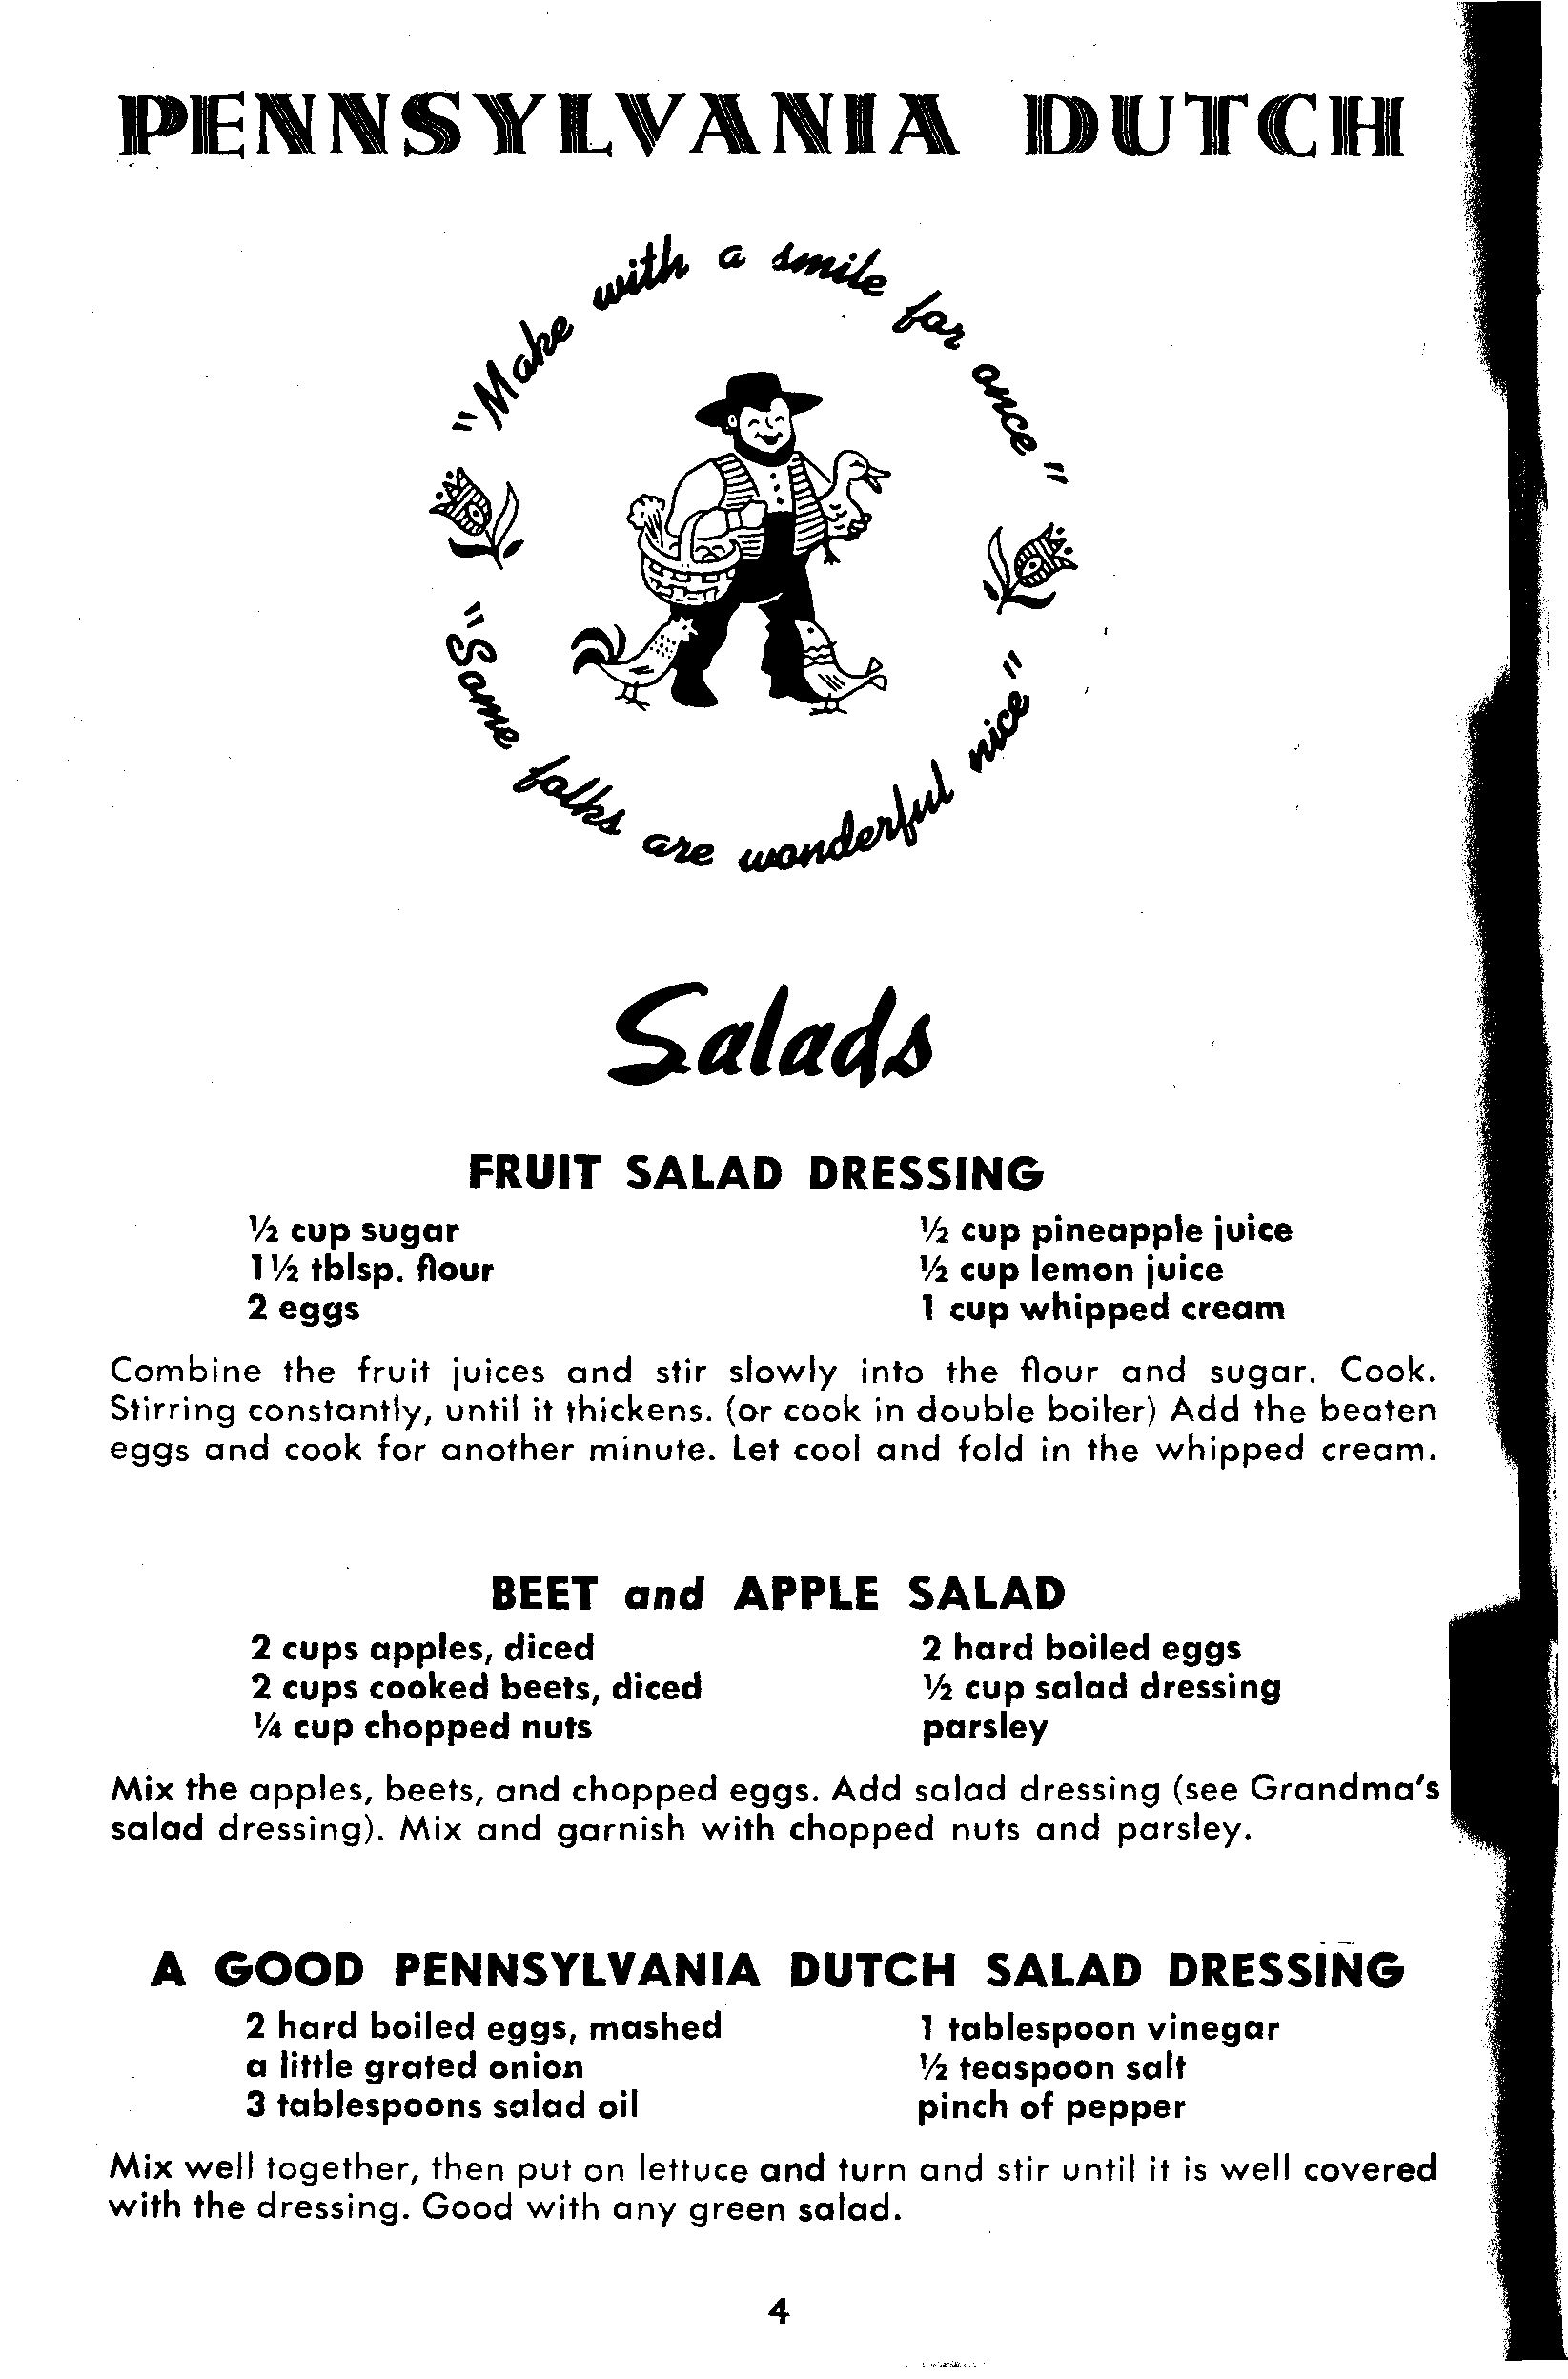 PENNSYLVANIA DUTCH
"Make with a smile for once"
"Some folks are wonderful nice"
Salads
FRUIT SALAD DRESSING
½ cup sugar
1½ tblsp. flour
2 eggs
½ cup pineapple juice
½ cup lemon juice
1 cup whipped cream
Combine the fruit juices and stir slowly into the flour and sugar. Cook.
Stirring constantly, until it thickens. (or cook in double boiler) Add the beaten
eggs and cook for another minute. Let cool and fold in the whipped cream.
BEET and APPLE SALAD
2 cups apples, diced
2 cups cooked beets, diced
¼ cup chopped nuts
2 hard boiled eggs
½ cup salad dressing
parsley
Mix the apples, beets, and chopped eggs. Add salad dressing (see Grandma's
salad dressing). Mix and garnish with chopped nuts and parsley.
A GOOD PENNSYLVANIA DUTCH SALAD DRESSING
2 hard boiled eggs, mashed
a little grated onion
3 tablespoons salad oil
1 tablespoon vinegar
½ teaspoon salt
pinch of pepper
Mix well together, then put on lettuce and turn and stir until it is well covered
with the dressing. Good with any green salad.
4